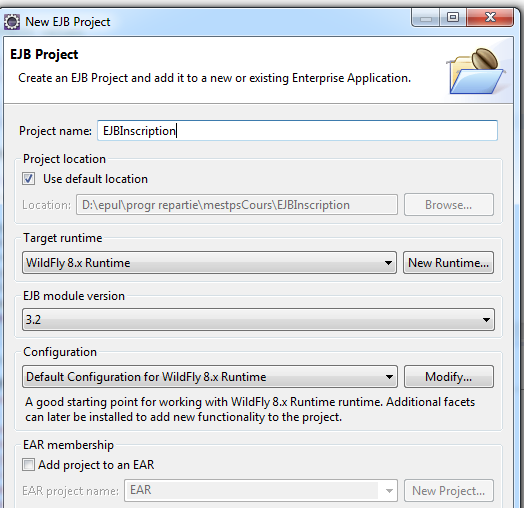 New EJB Project
EJB Project
Create an EJB Project and add it to a new or existing Enterprise Application.
Project name: EJBInscription
Project location
Use default location
Location: D:\epul\progr repartie\mestpsCours\EJBInscription Browse...
Target runtime
WildFly 8.x Runtime New Runtime...
EJB module version
3.2
Configuration
Default Configuration for WildFly 8.x Runtime Modify...
A good starting point for working with WildFly 8.x Runtime runtime. Additional facets
can later be installed to add new functionality to the project.
EAR membership
Add project to an EAR
EAR project name: EAR New Project...